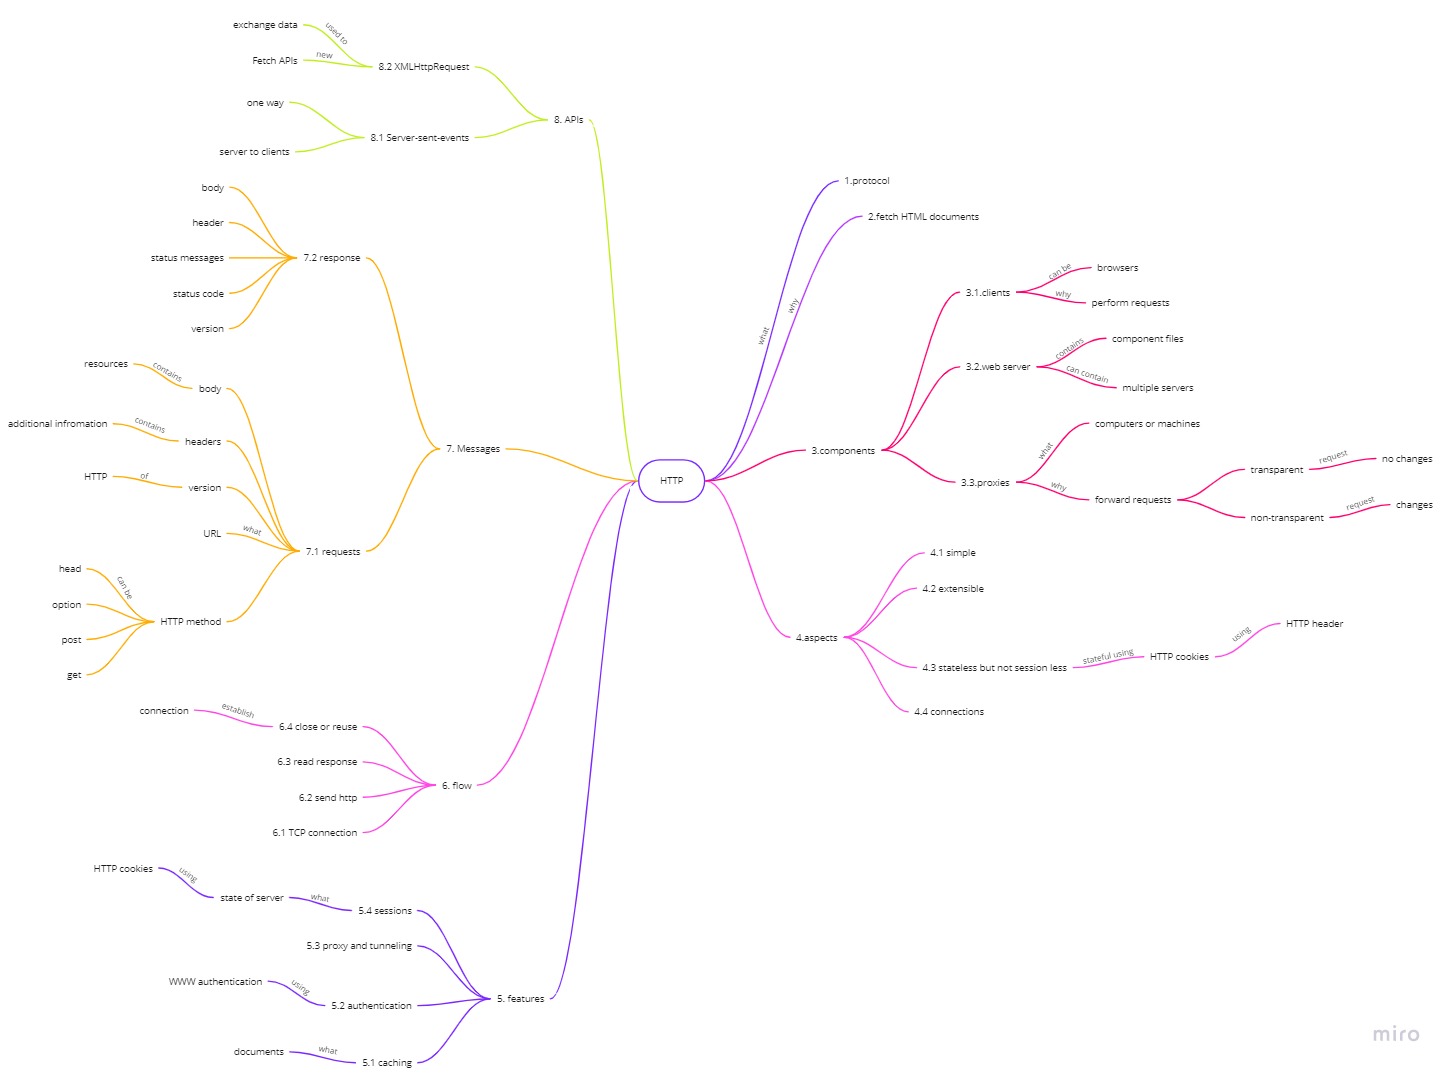 exchange data
used to
Fetch APIs
new
8.2 XMLHttpRequest
one way
8. APIs
8.1 Server-sent-events
server to clients
body
header
status messages
7.2 response
status code
version
resources
contains
body
additional infromation
contains
headers
7. Messages
HTTP
of
version
URL
what
7.1 requests
head
can be
option
HTTP method
post
get
connection
establish
6.4 close or reuse
6.3 read response
6. flow
6.2 send http
6.1 TCP connection
HTTP cookies
using
state of server
what
5.4 sessions
5.3 proxy and tunneling
WWW authentication
using
5.2 authentication
5. features
documents
what
5.1 caching
HTTP
what
1.protocol
why
2.fetch HTML documents
3.components
3.1.clients
can be
browsers
why
perform requests
3.2.web server
contains
component files
can contain
multiple servers
3.3.proxies
what
computers or machines
why
forward requests
transparent
request
no changes
non-transparent
request
changes
4.aspects
4.1 simple
4.2 extensible
4.3 stateless but not session less
stateful using
HTTP cookies
using
HTTP header
4.4 connections
miro